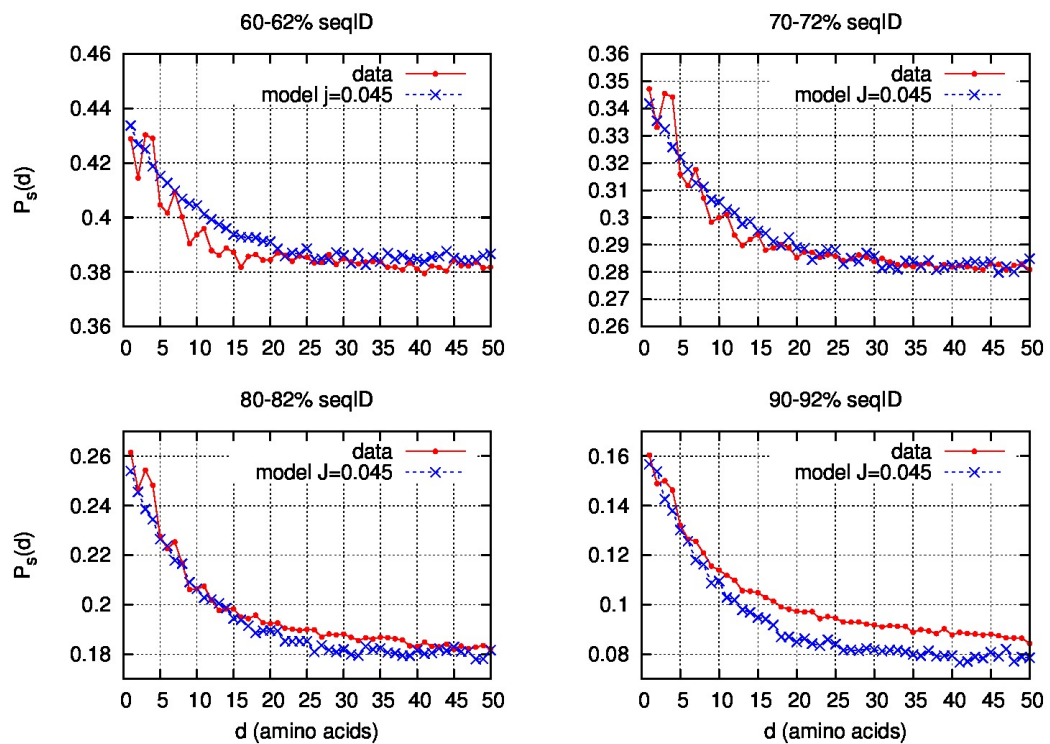 60-62% seqID
70-72% seqID
Ps(d)
0.46
0.44
0.42
0.4
0.38
0.36
data
model j=0.045
0 5 10 15 20 25 30 35 40 45 50
0.36
0.35
0.34
0.33
0.32
0.31
0.3
0.29
0.28
0.27
0.26
data
model J=0.045
0 5 10 15 20 25 30 35 40 45 50
80-82% seqID
90-92% seqID
Ps(d)
0.26
0.22
0.2
0.18
data
model J=0.045
0 5 10 15 20 25 30 35 40 45 50
d (amino acids)
0.16
0.12
0.1
0.08
data
model J=0.045
0 5 10 15 20 25 30 35 40 45 50
d (amino acids)